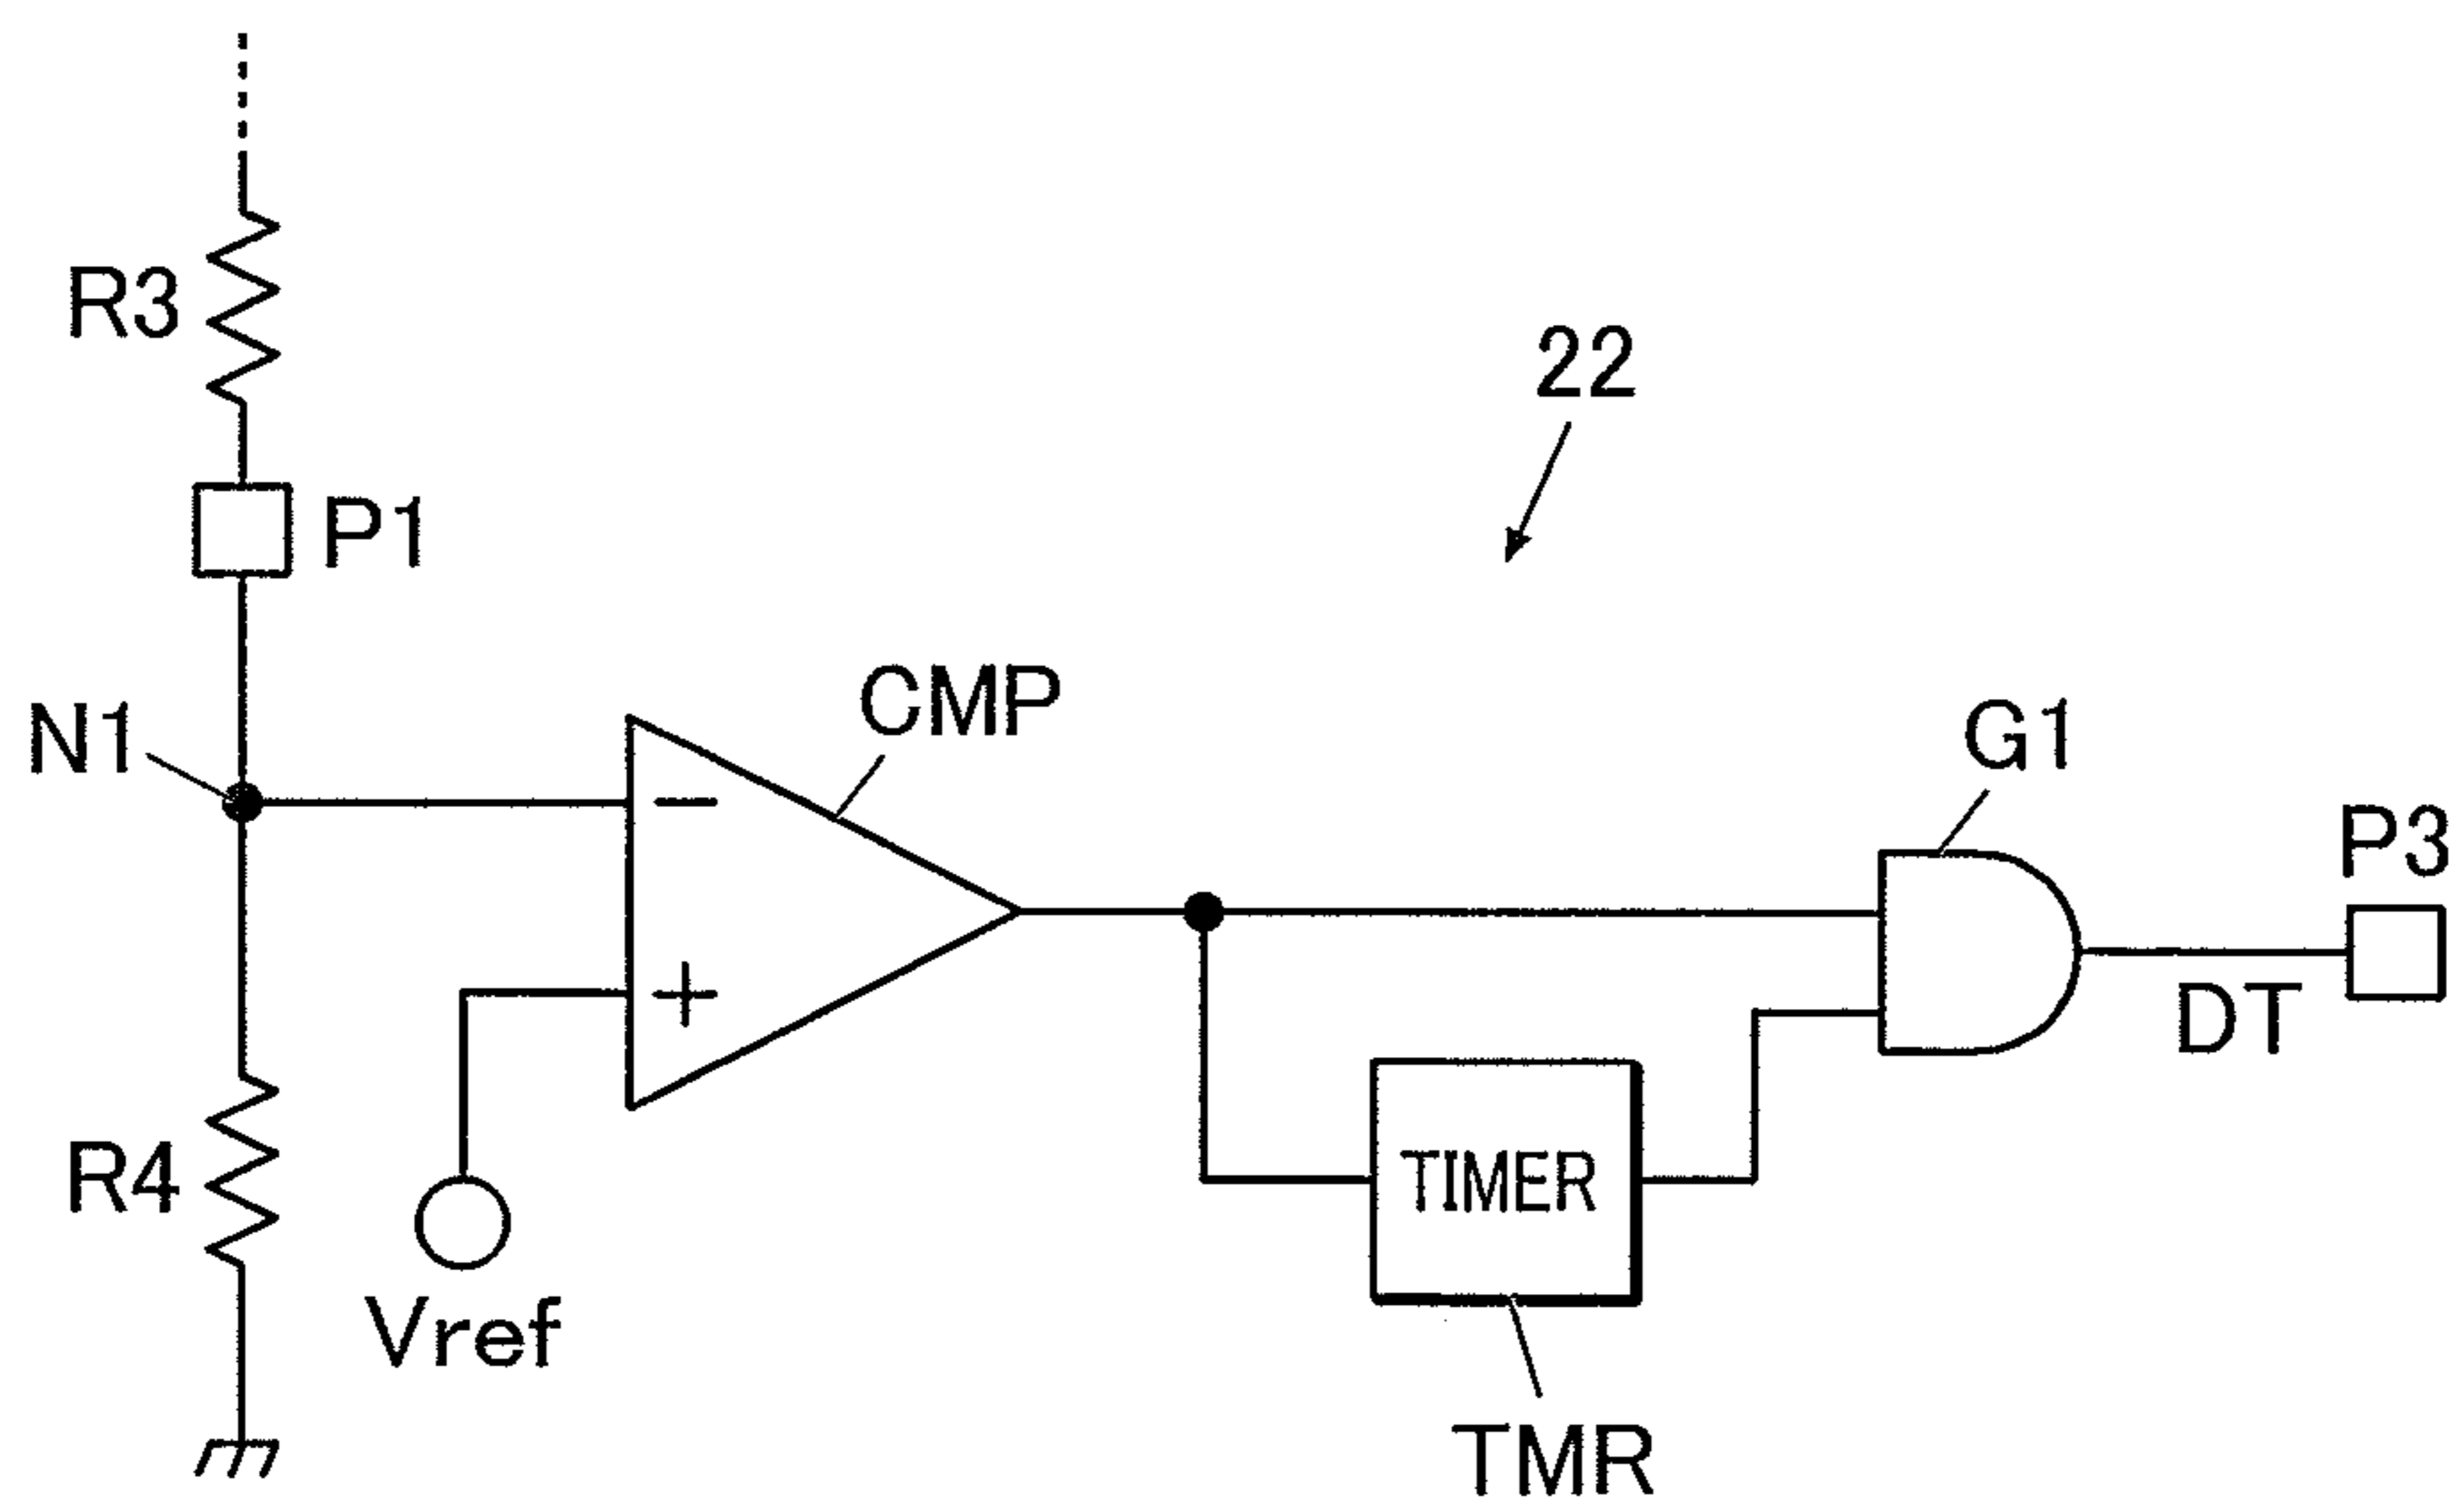 R3
22
P1
CMP
N1
G1
P3
−
+
DT
R4
TIMER
Vref
TMR